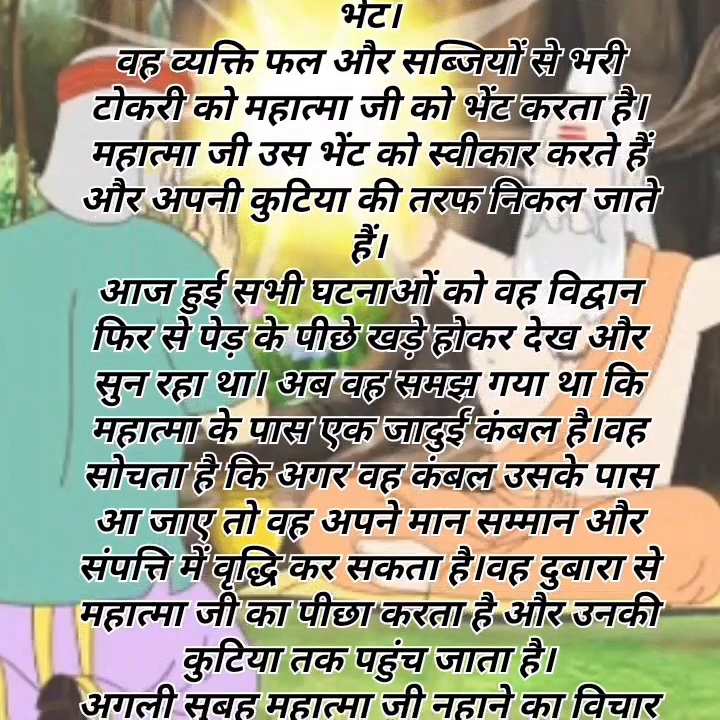 भेंट।
वह व्यक्ति फल और सब्जियों से भरी
टोकरी को महात्मा जी को भेंट करता है।
महात्मा जी उस भेंट को स्वीकार करते हैं
और अपनी कुटिया की तरफ निकल जाते
हैं।
आज हुई सभी घटनाओं को वह विद्वान
फिर से पेड़ के पीछे खड़े होकर देख और
सुन रहा था। अब वह समझ गया था कि
महात्मा के पास एक जादुई कंबल है।वह
सोचता है कि अगर वह कंबल उसके पास
आ जाए तो वह अपने मान सम्मान और
संपत्ति में वृद्धि कर सकता है।वह दुबारा से
महात्मा जी का पीछा करता है और उनकी
कुटिया तक पहुंच जाता है।
अगली सुबह महात्मा जी नहाने का विचार